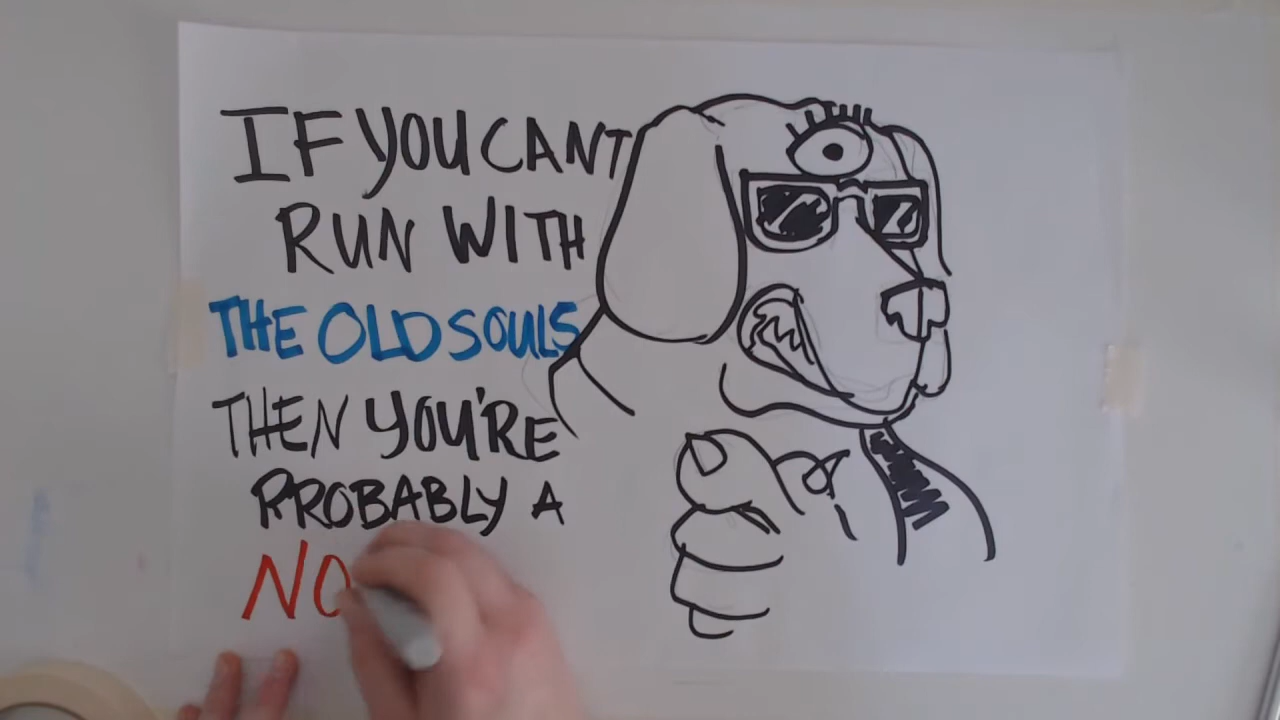 IF YOU CANT
RUN WITH
THE OLD SOULS
THEN YOU'RE
PROBABLY A
NO